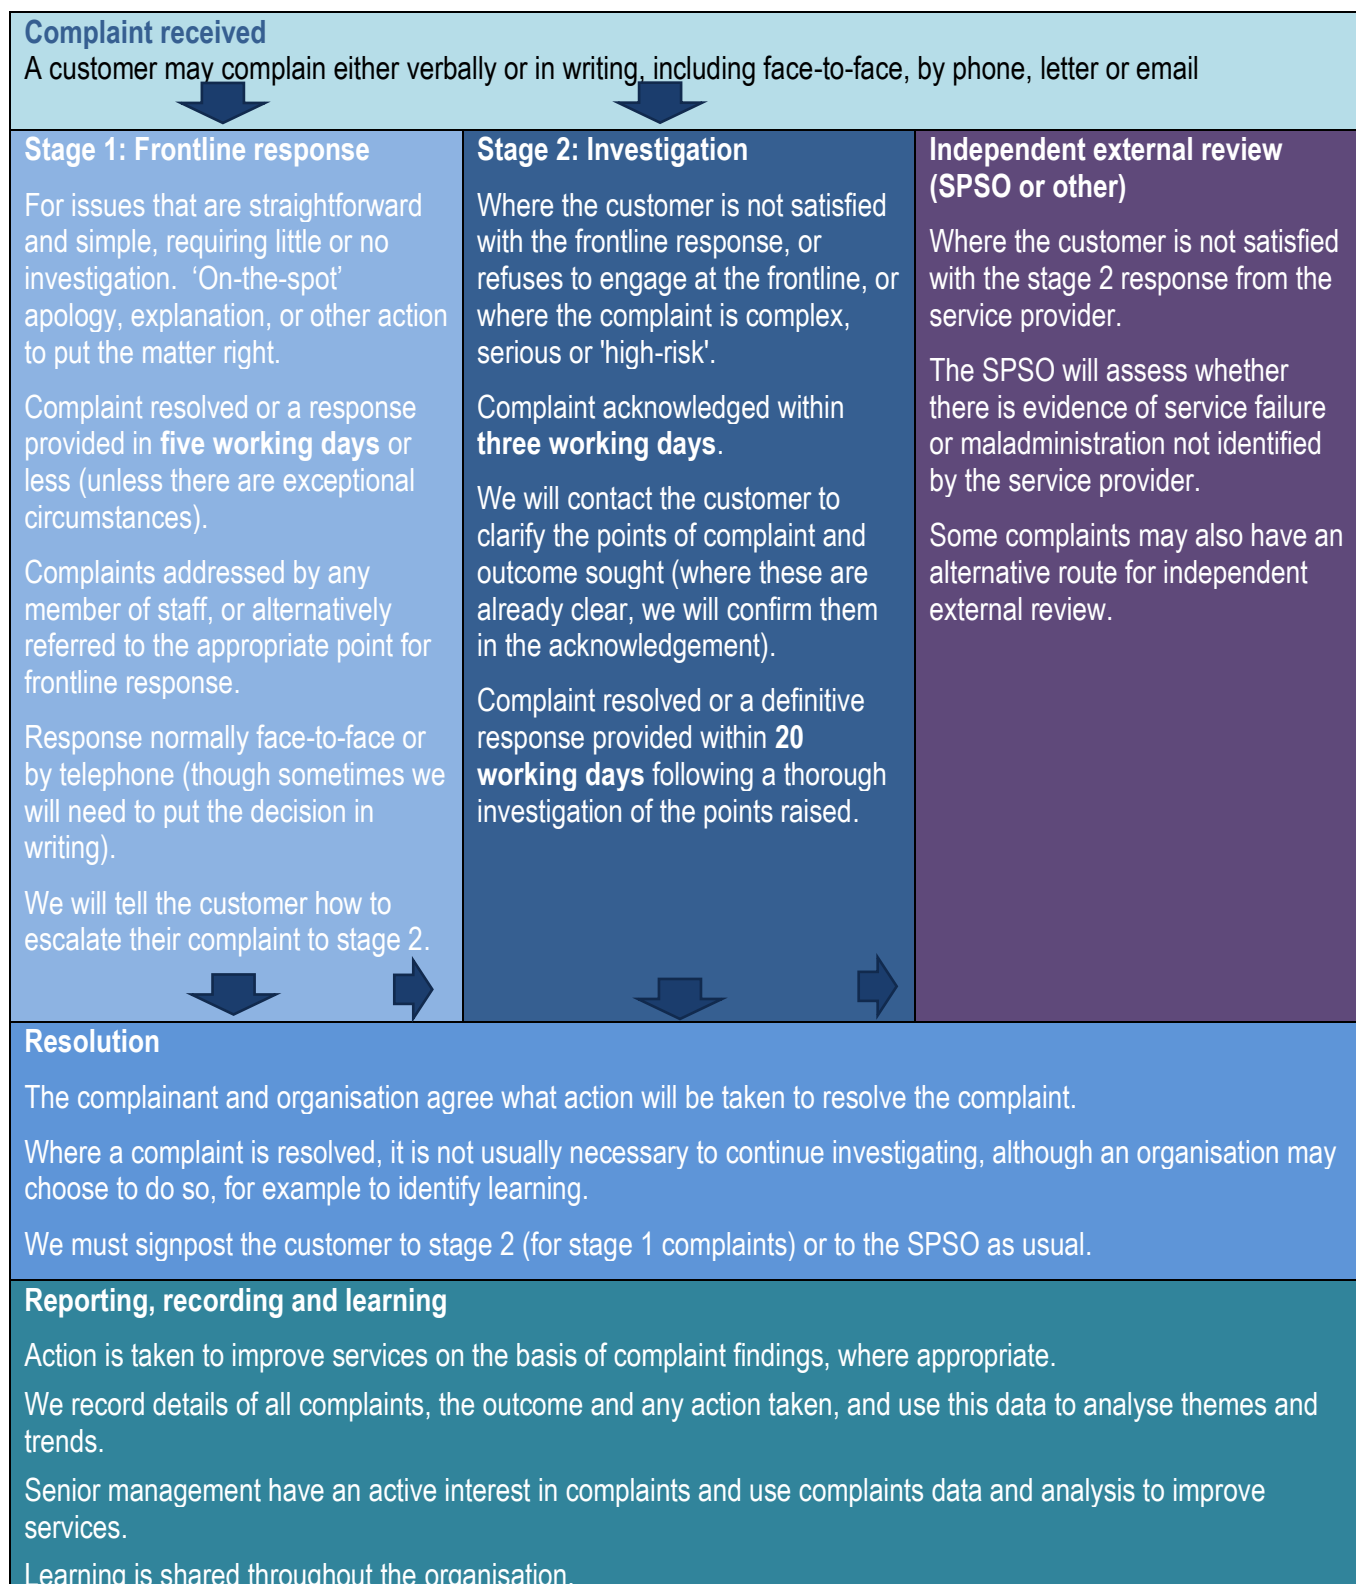 Complaint received
A customer may complain either verbally or in writing, including face-to-face, by phone, letter or email
Stage 1: Frontline response
For issues that are straightforward
and simple, requiring little or no
investigation. ‘On-the-spot’
apology, explanation, or other action
to put the matter right.
Complaint resolved or a response
provided in five working days or
less (unless there are exceptional
circumstances).
Complaints addressed by any
member of staff, or alternatively
referred to the appropriate point for
frontline response.
Response normally face-to-face or
by telephone (though sometimes we
will need to put the decision in
writing).
We will tell the customer how to
escalate their complaint to stage 2.
Stage 2: Investigation
Where the customer is not satisfied
with the frontline response, or
refuses to engage at the frontline, or
where the complaint is complex,
serious or 'high-risk'.
Complaint acknowledged within
three working days.
We will contact the customer to
clarify the points of complaint and
outcome sought (where these are
already clear, we will confirm them
in the acknowledgement).
Complaint resolved or a definitive
response provided within 20
working days following a thorough
investigation of the points raised.
Independent external review
(SPSO or other)
Where the customer is not satisfied
with the stage 2 response from the
service provider.
The SPSO will assess whether
there is evidence of service failure
or maladministration not identified
by the service provider.
Some complaints may also have an
alternative route for independent
external review.
Resolution
The complainant and organisation agree what action will be taken to resolve the complaint.
Where a complaint is resolved, it is not usually necessary to continue investigating, although an organisation may
choose to do so, for example to identify learning.
We must signpost the customer to stage 2 (for stage 1 complaints) or to the SPSO as usual.
Reporting, recording and learning
Action is taken to improve services on the basis of complaint findings, where appropriate.
We record details of all complaints, the outcome and any action taken, and use this data to analyse themes and
trends.
Senior management have an active interest in complaints and use complaints data and analysis to improve
services.
Learning is shared throughout the organisation.